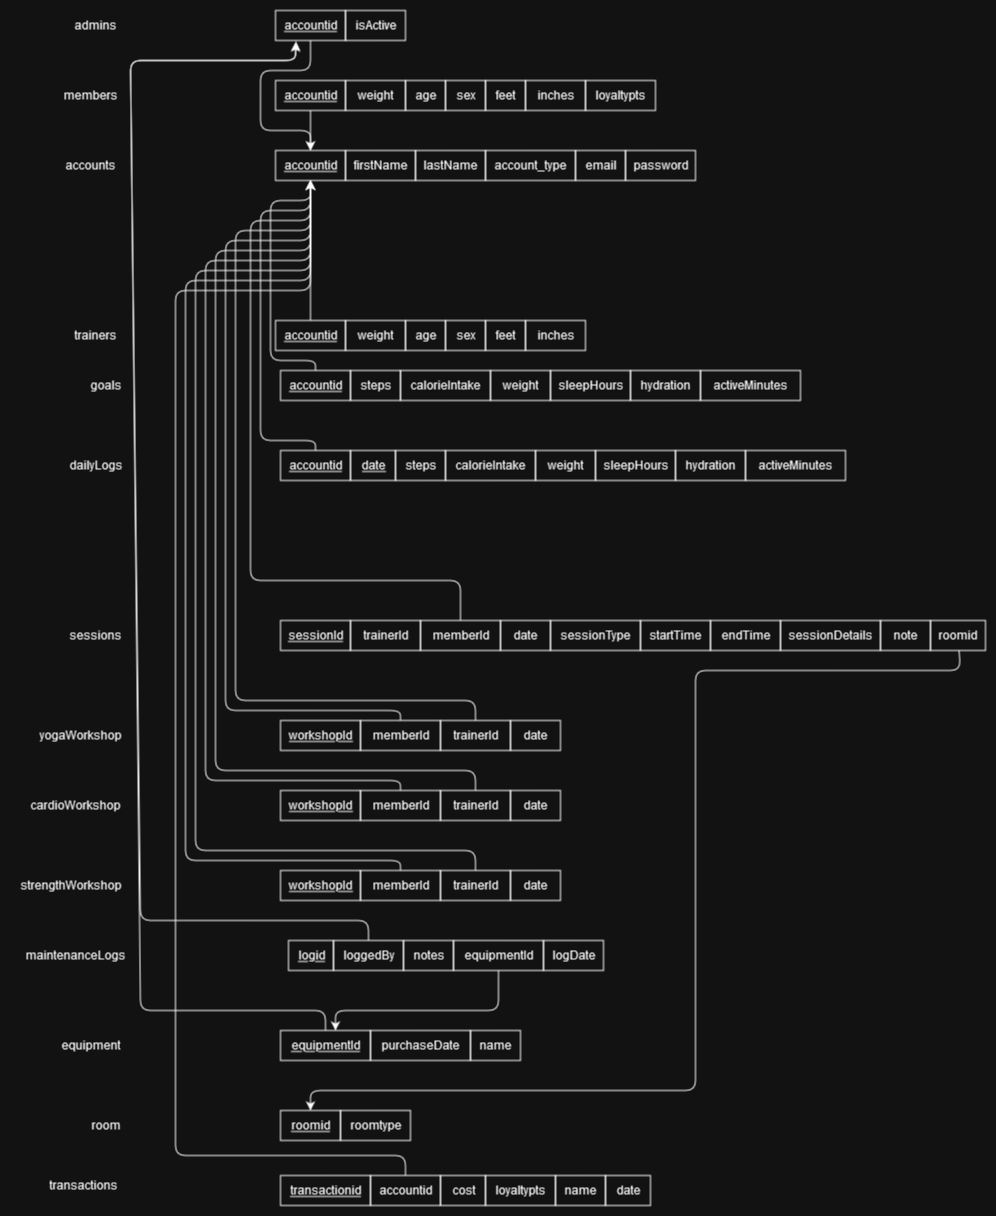 admins accountid isActive
members accountid weight age sex feet inches loyaltypts
accounts accountid firstName lastName account_type email password
trainers accountid weight age sex feet inches
goals accountid steps calorieIntake weight sleepHours hydration activeMinutes
dailyLogs accountid date steps calorieIntake weight sleepHours hydration activeMinutes
sessions sessionId trainerId memberId date sessionType startTime endTime sessionDetails note roomid
yogaWorkshop workshopId memberId trainerId date
cardioWorkshop workshopId memberId trainerId date
strengthWorkshop workshopId memberId trainerId date
maintenanceLogs logid loggedBy notes equipmentId logDate
equipment equipmentId purchaseDate name
room roomid roomtype
transactions transactionid accountid cost loyaltypts name date